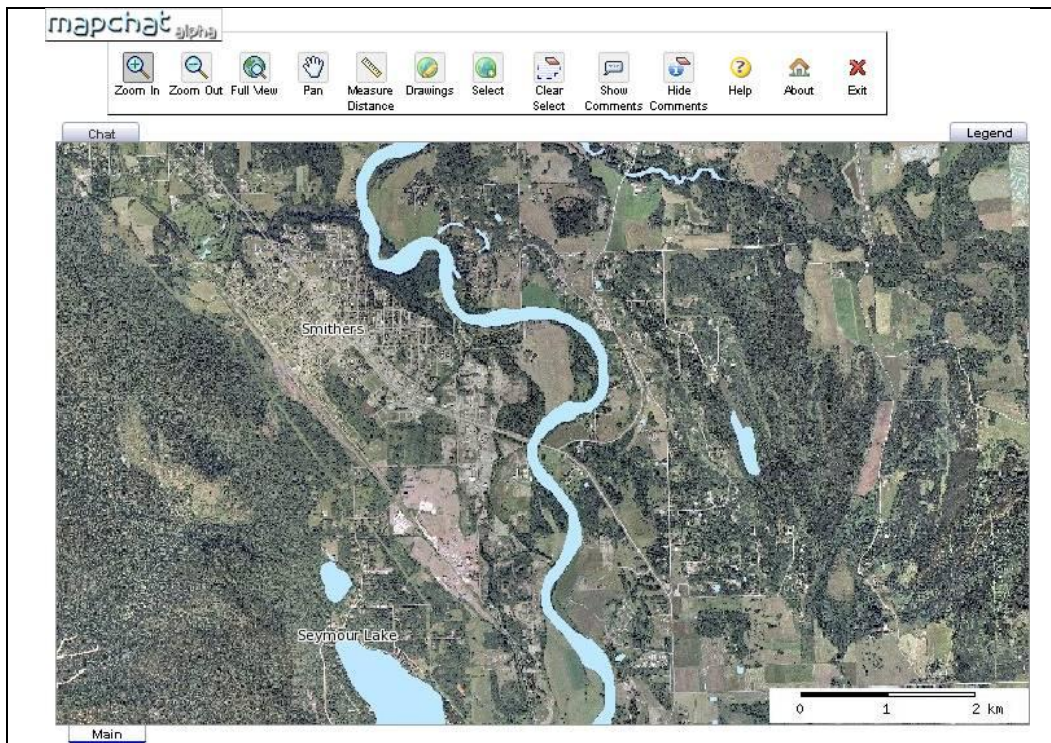 mapchat alpha
Zoom In Zoom Out Full View Pan Measure Distance Drawings Select Clear Select Show Comments Hide Comments Help About Exit
Chat Legend
Smithers
Seymour Lake
0 1 2 km
Main